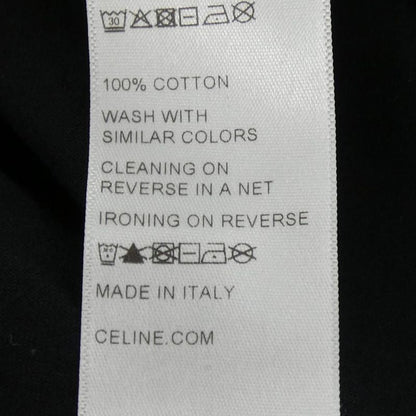 30
100% COTTON
WASH WITH
SIMILAR COLORS
CLEANING ON
REVERSE IN A NET
IRONING ON REVERSE
MADE IN ITALY
CELINE.COM